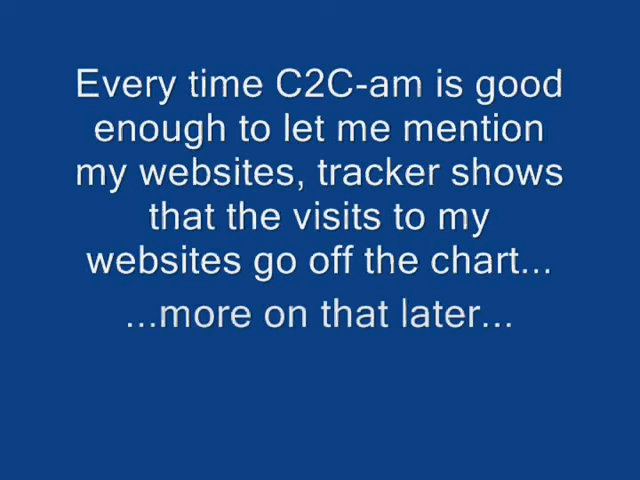 Every time C2C-am is good
enough to let me mention
my websites, tracker shows
that the visits to my
websites go off the chart...
...more on that later...